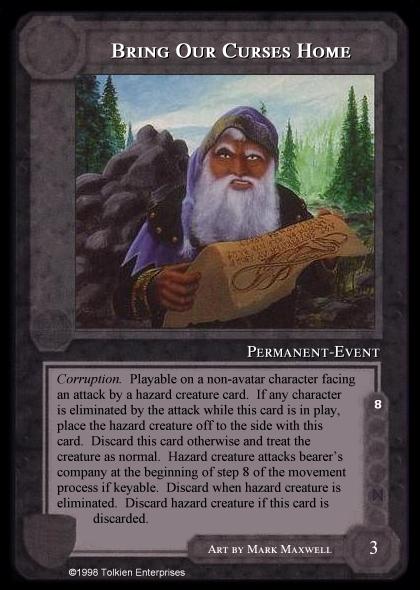 Bring Our Curses Home
Permanent-Event
Corruption. Playable on a non-avatar character facing
an attack by a hazard creature card. If any character
is eliminated by the attack while this card is in play,
place the hazard creature off to the side with this
card. Discard this card otherwise and treat the
creature as normal. Hazard creature attacks bearer's
company at the beginning of step 8 of the movement
process if keyable. Discard when hazard creature is
eliminated. Discard hazard creature if this card is
discarded.
8
Art by Mark Maxwell
3
©1998 Tolkien Enterprises